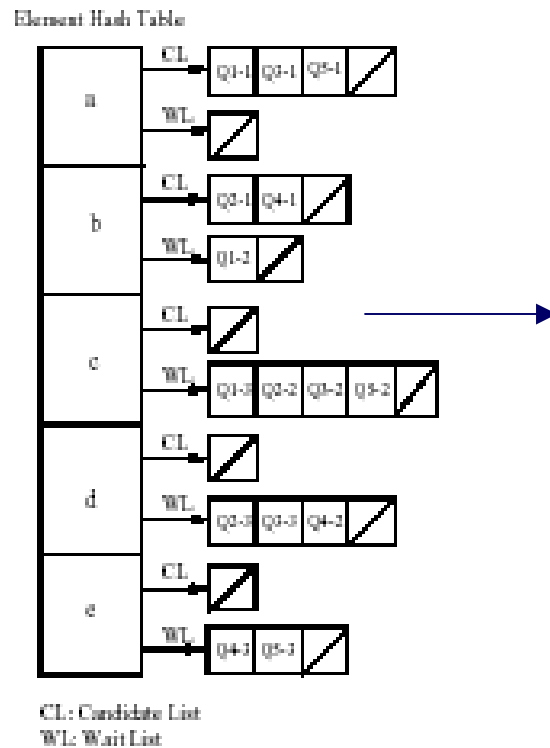 Element Hash Table
a
CL
Q1-1 Q3-1 Q5-1
WL
b
CL
Q2-1 Q4-1
WL
Q1-2
c
CL
WL
Q1-3 Q2-2 Q3-2 Q5-2
d
CL
WL
Q2-3 Q3-3 Q4-2
e
CL
WL
Q4-3 Q5-3
CL: Candidate List
WL: Wait List